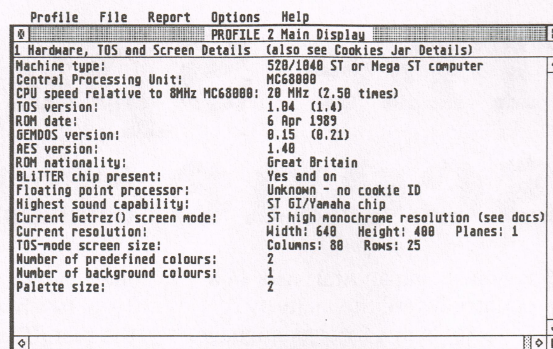 Profile File Report Options Help
PROFILE 2 Main Display
1 Hardware, TOS and Screen Details (also see Cookies Jar Details)
Machine type: 520/1040 ST or Mega ST computer
Central Processing Unit: MC68000
CPU speed relative to 8MHz MC68000: 20 MHz (2.50 times)
TOS version: 1.04 (1.4)
ROM date: 6 Apr 1989
GEMDOS version: 0.15 (0.21)
AES version: 1.40
ROM nationality: Great Britain
BLiTTER chip present: Yes and on
Floating point processor: Unknown - no cookie ID
Highest sound capability: ST GI/Yamaha chip
Current Getrez() screen mode: ST high monochrome resolution (see docs)
Current resolution: Width: 640 Height: 400 Planes: 1
TOS-mode screen size: Columns: 80 Rows: 25
Number of predefined colours: 2
Number of background colours: 1
Palette size: 2